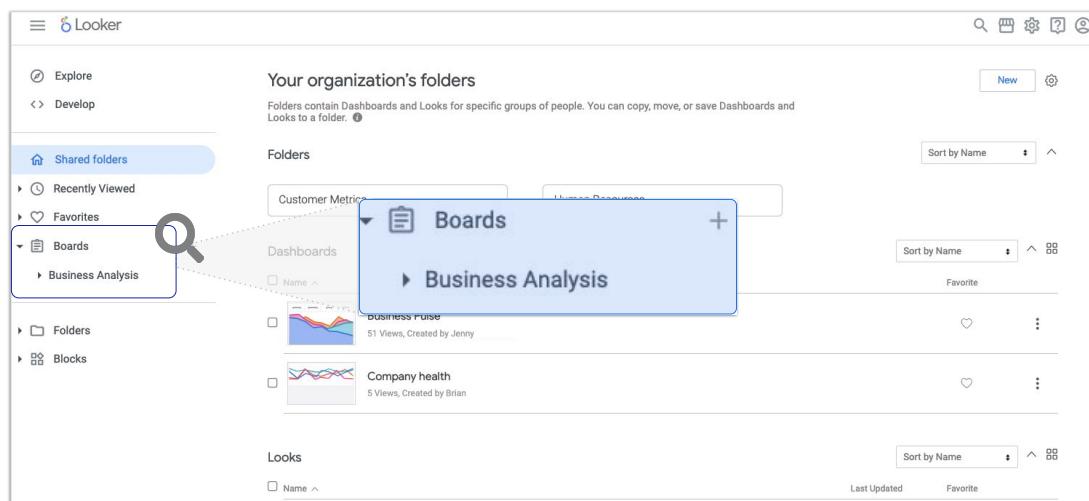 Looker
Explore
Develop
Shared folders
Recently Viewed
Favorites
Boards
Business Analysis
Folders
Blocks
Your organization's folders
New
Folders contain Dashboards and Looks for specific groups of people. You can copy, move, or save Dashboards and
Looks to a folder.
Folders
Sort by Name
Customer Metrics
Human Resources
Boards
Business Analysis
Dashboards
Sort by Name
Name
Favorite
Business Pulse
51 Views, Created by Jenny
Company health
5 Views, Created by Brian
Looks
Sort by Name
Name
Last Updated
Favorite